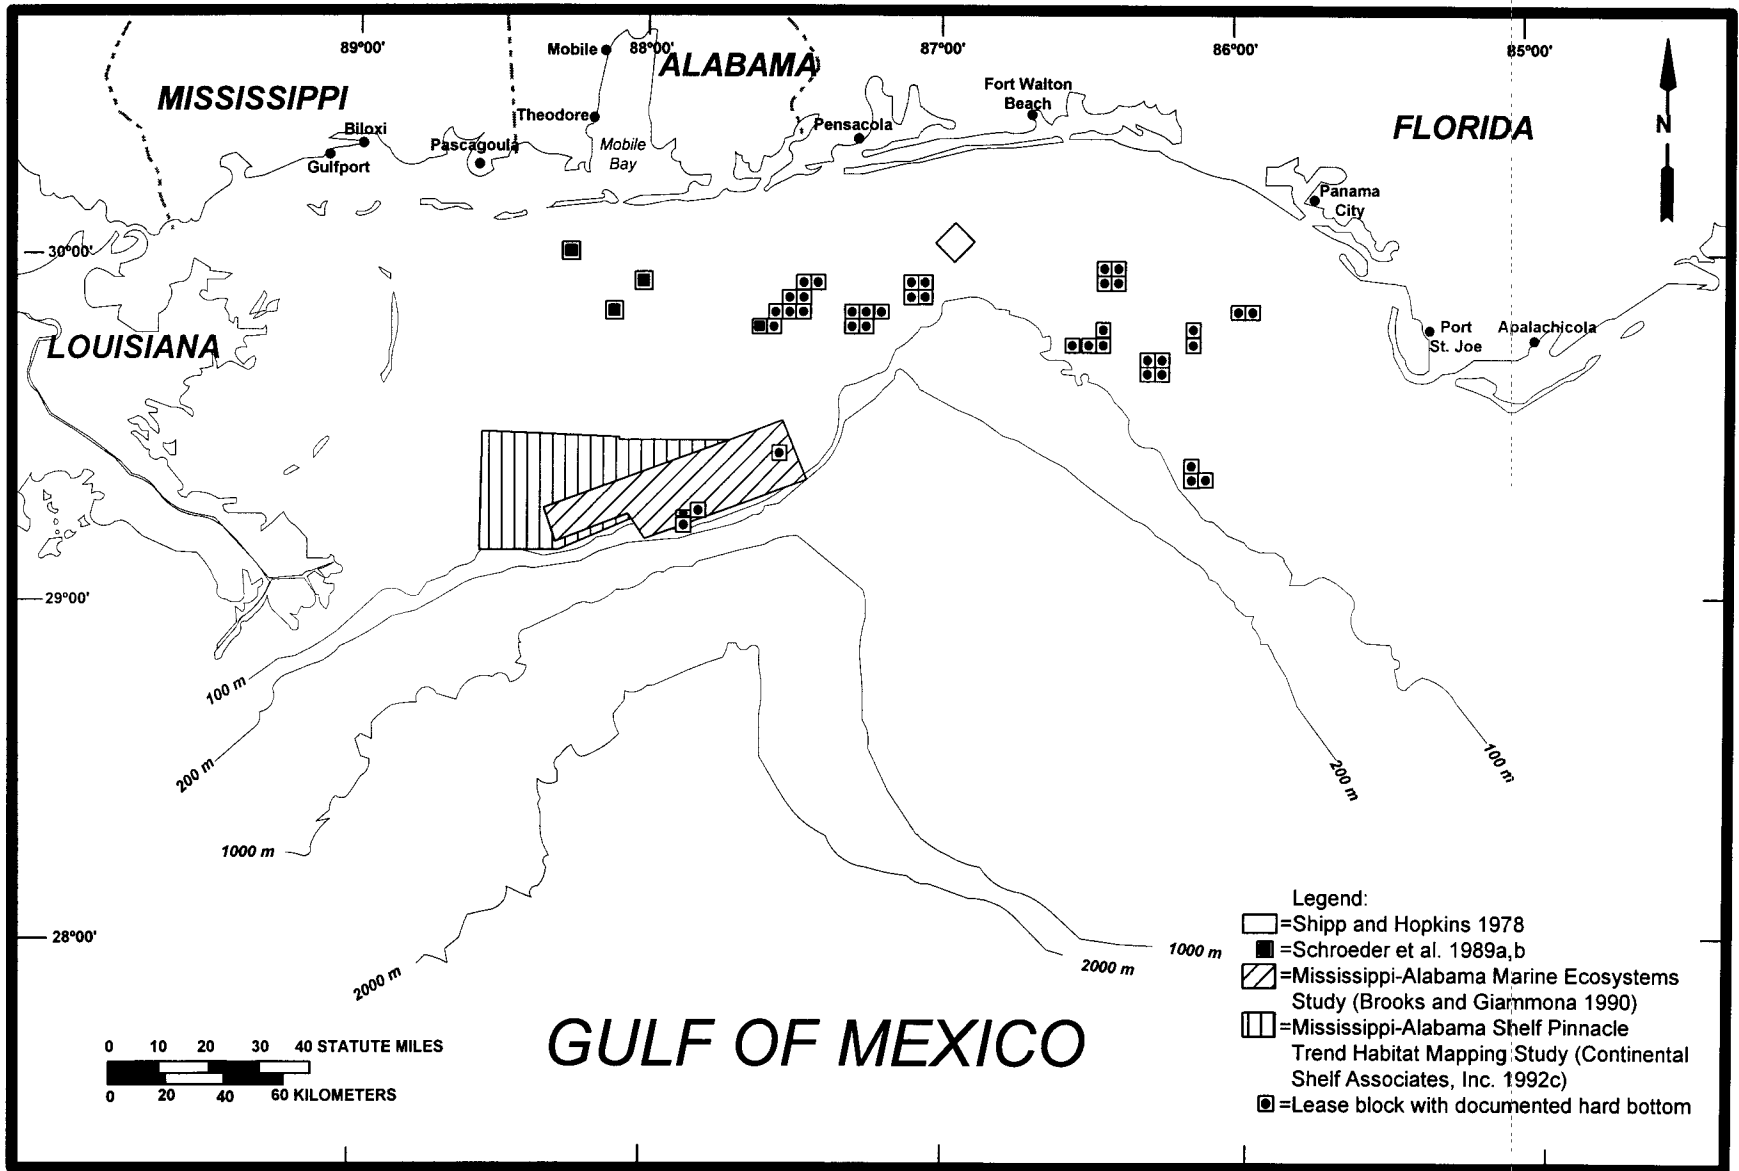 89°00'
88°00'
87°00'
86°00'
85°00'
Mobile
ALABAMA
MISSISSIPPI
Fort Walton
Beach
Theodore
Pensacola
FLORIDA
N
Biloxi
Pascagoula
Mobile
Bay
Gulfport
Panama
City
30°00'
LOUISIANA
Port
St. Joe
Apalachicola
29°00'
100 m
200 m
1000 m
2000 m
100 m
200 m
1000 m
2000 m
28°00'
GULF OF MEXICO
Legend:
=Shipp and Hopkins 1978
=Schroeder et al. 1989a,b
=Mississippi-Alabama Marine Ecosystems
Study (Brooks and Giammona 1990)
=Mississippi-Alabama Shelf Pinnacle
Trend Habitat Mapping Study (Continental
Shelf Associates, Inc. 1992c)
=Lease block with documented hard bottom
0 10 20 30 40 STATUTE MILES
0 20 40 60 KILOMETERS